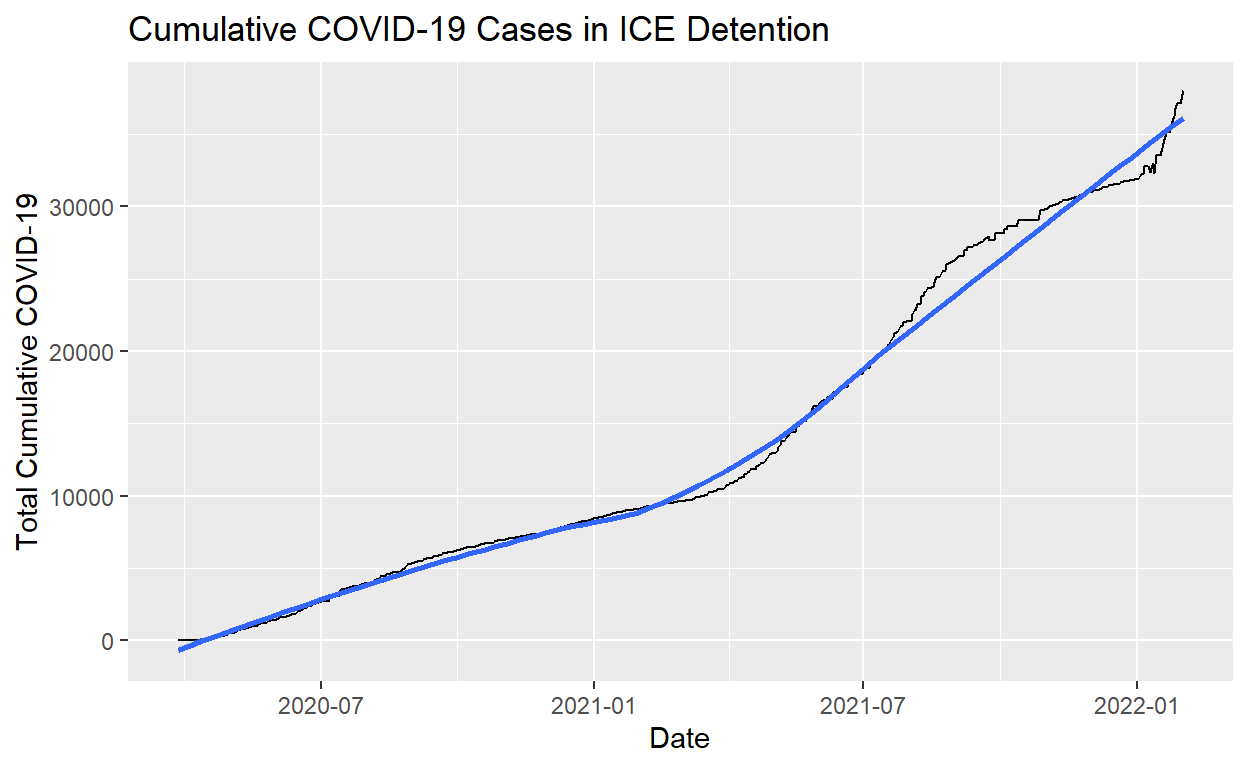 Cumulative COVID-19 Cases in ICE Detention
Total Cumulative COVID-19
30000
20000
10000
0
2020-07 2021-01 2021-07 2022-01
Date